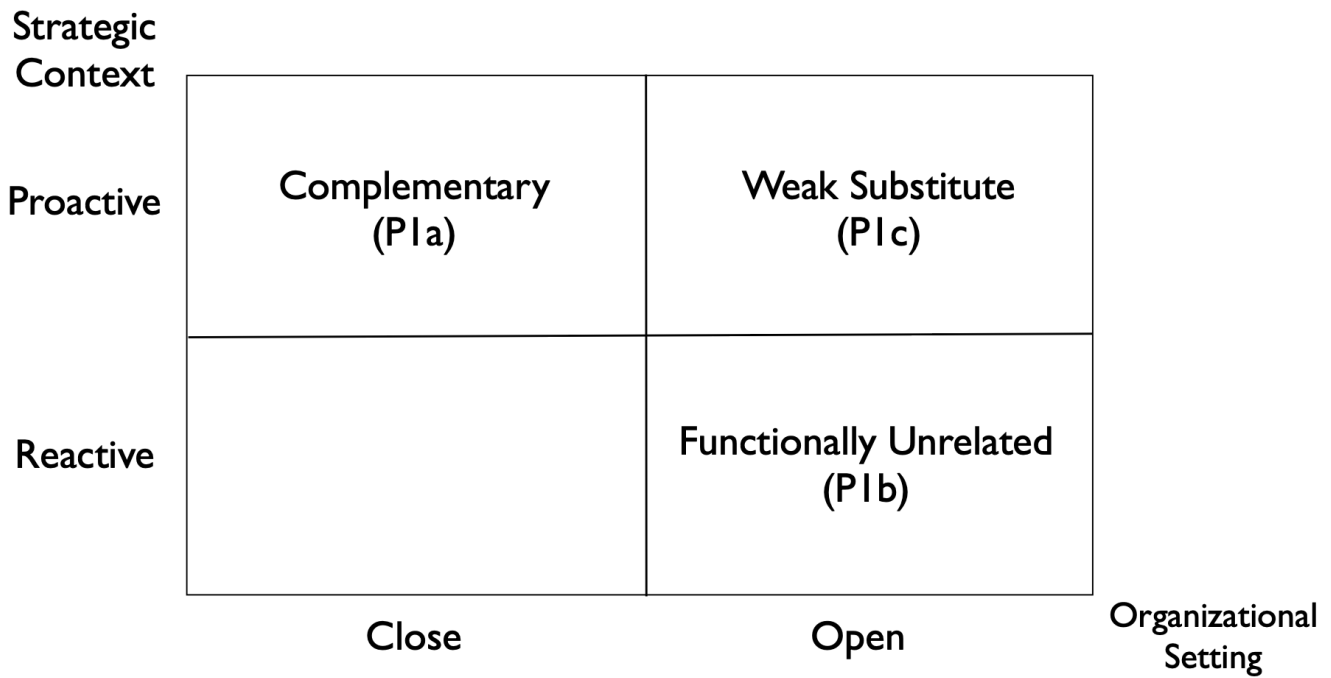 Strategic
Context
Proactive
Complementary
(P1a)
Weak Substitute
(P1c)
Reactive
Functionally Unrelated
(P1b)
Close
Open
Organizational
Setting